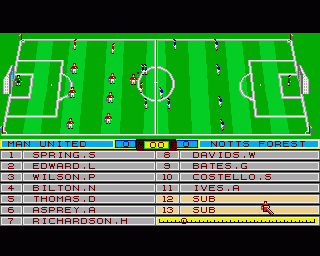 MAN UNITED 0 00 0 NOTTS FOREST
1 SPRING.S 8 DAVIDS.W
2 EDWARD.L 9 BATES.G
3 WILSON.P 10 COSTELLO.S
4 BILTON.N 11 IVES.A
5 THOMAS.D 12 SUB
6 ASPREY.A 13 SUB
7 RICHARDSON.H